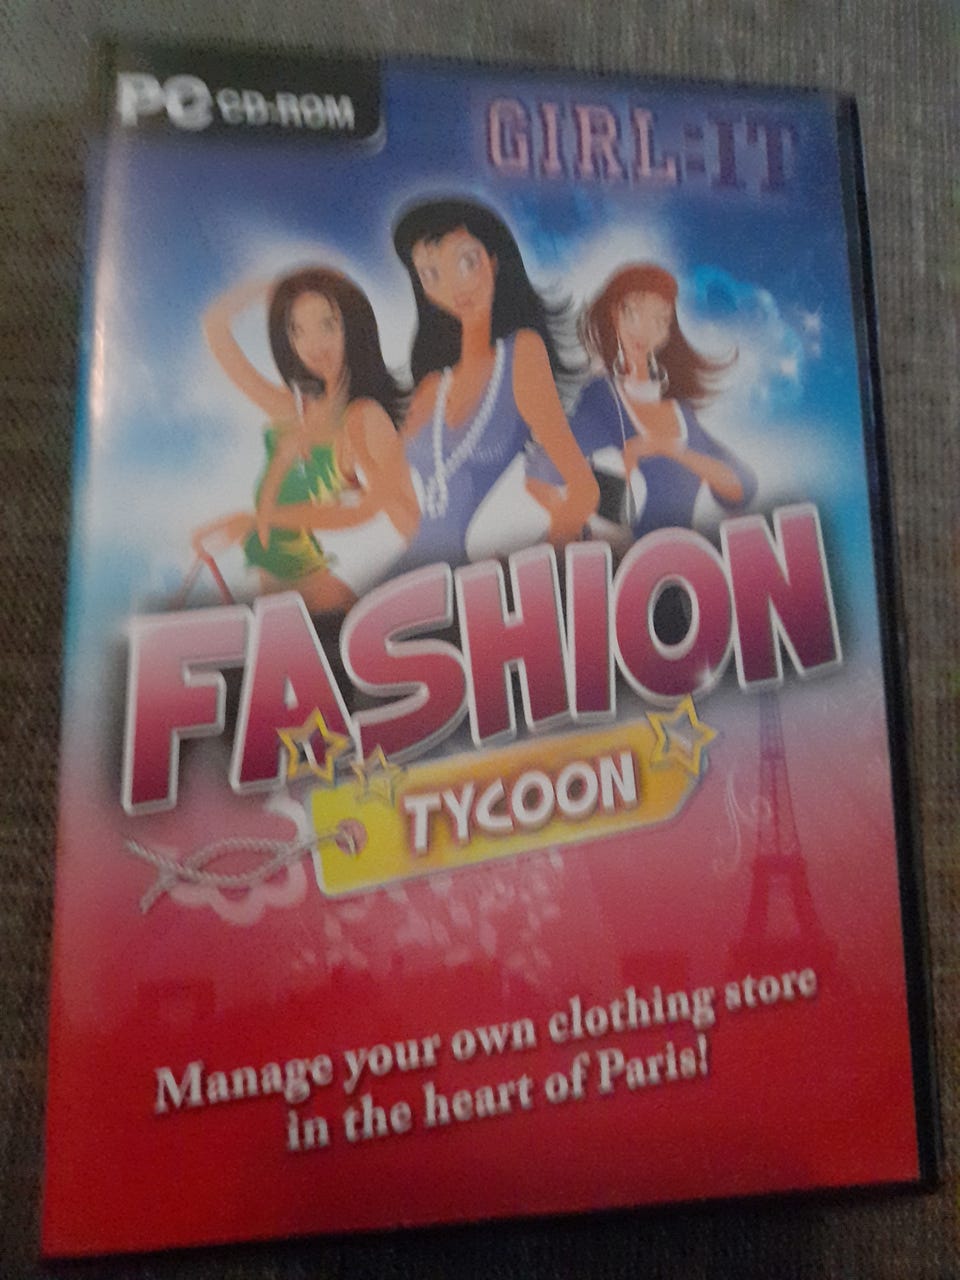 PC CD-ROM
GIRL:IT
FASHION
TYCOON
Manage your own clothing store
in the heart of Paris!